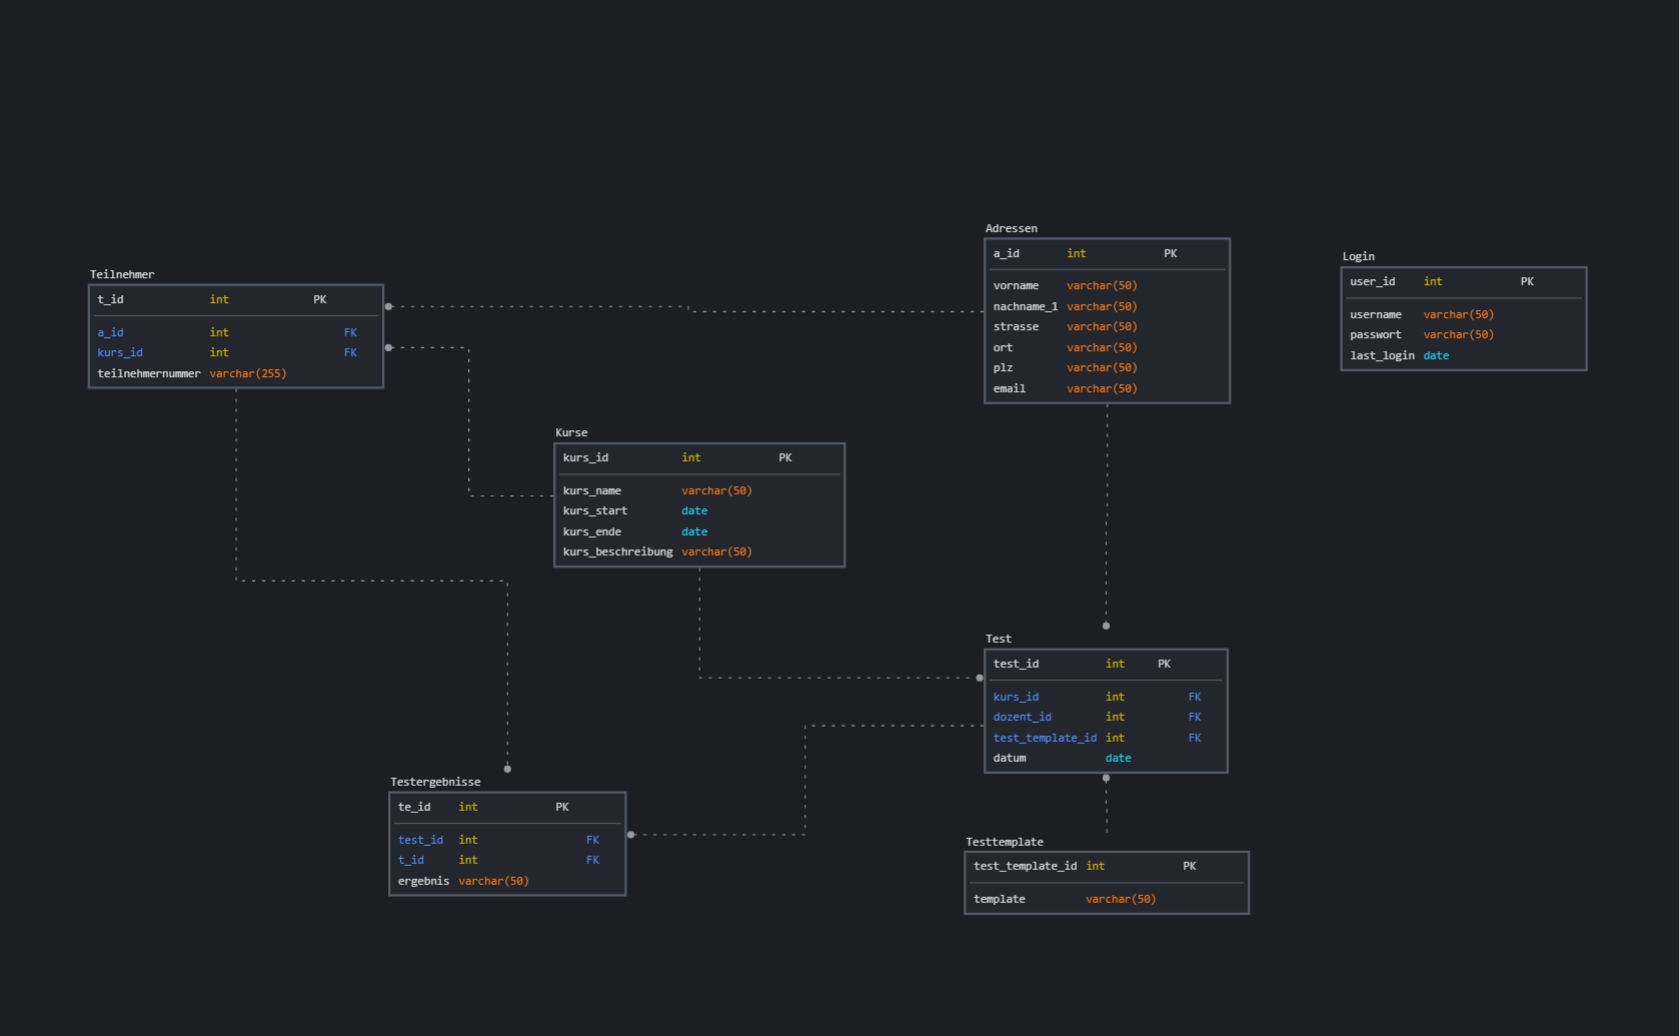 Adressen
a_id int PK
vorname varchar(50)
nachname_1 varchar(50)
strasse varchar(50)
ort varchar(50)
plz varchar(50)
email varchar(50)
Login
user_id int PK
username varchar(50)
passwort varchar(50)
last_login date
Teilnehmer
t_id int PK
a_id int FK
kurs_id int FK
teilnehmernummer varchar(255)
Kurse
kurs_id int PK
kurs_name varchar(50)
kurs_start date
kurs_ende date
kurs_beschreibung varchar(50)
Test
test_id int PK
kurs_id int FK
dozent_id int FK
test_template_id int FK
datum date
Testergebnisse
te_id int PK
test_id int FK
t_id int FK
ergebnis varchar(50)
Testtemplate
test_template_id int PK
template varchar(50)